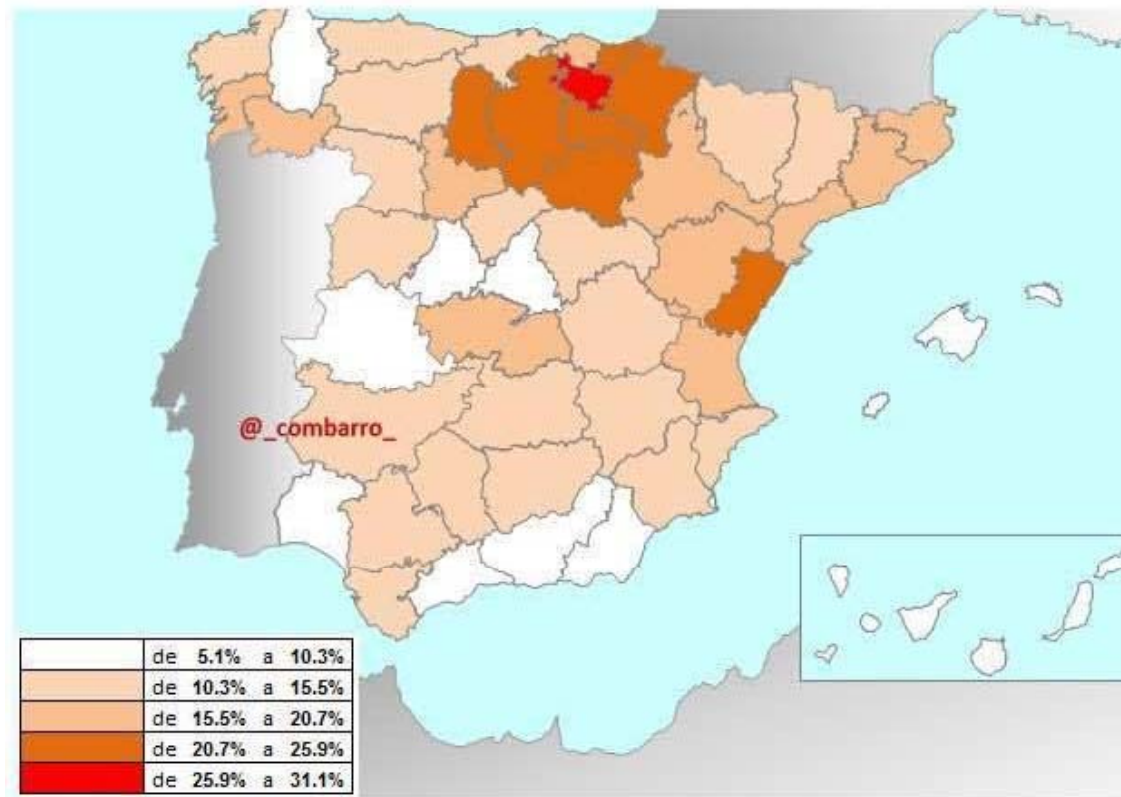 @_combarro_
de 5.1% a 10.3%
de 10.3% a 15.5%
de 15.5% a 20.7%
de 20.7% a 25.9%
de 25.9% a 31.1%